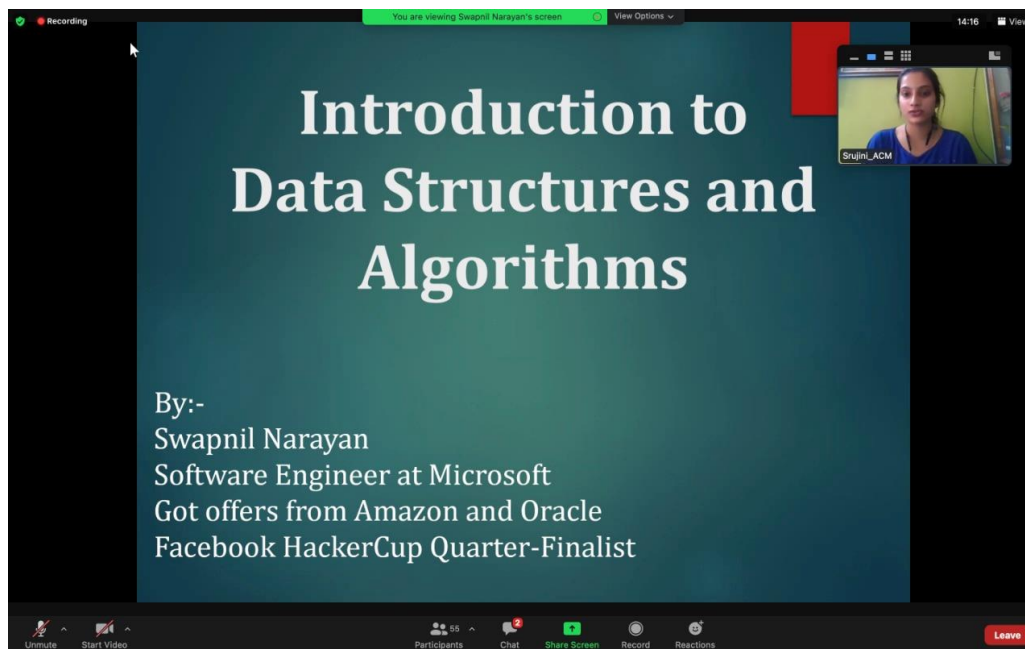 Recording
You are viewing Swapnil Narayan's screen
View Options
14:16
View
Introduction to
Data Structures and
Algorithms
Srujini_ACM
By:-
Swapnil Narayan
Software Engineer at Microsoft
Got offers from Amazon and Oracle
Facebook HackerCup Quarter-Finalist
Unmute
Start Video
55
Participants
2
Chat
Share Screen
Record
Reactions
Leave